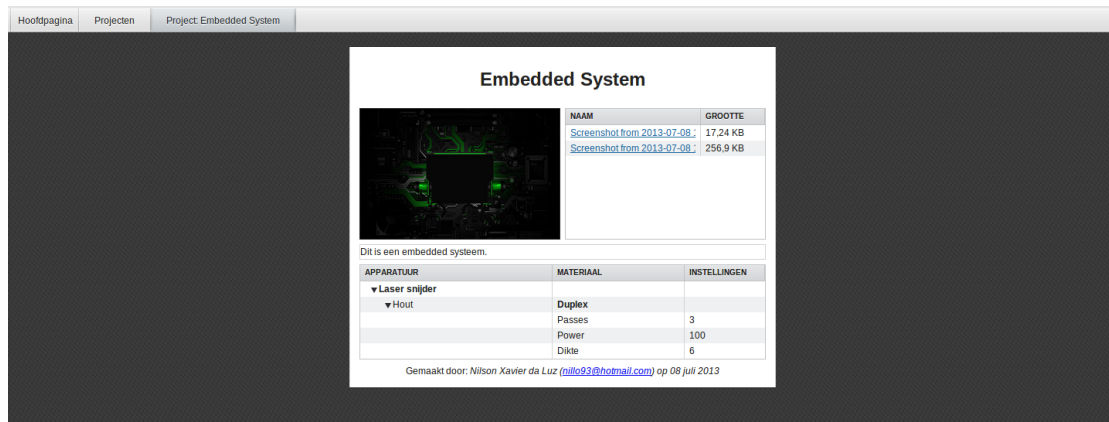 Hoofdpagina Projecten Project: Embedded System
Embedded System
NAAM GROOTTE
Screenshot from 2013-07-08 17,24 KB
Screenshot from 2013-07-08 256,9 KB
Dit is een embedded systeem.
APPARATUUR MATERIAAL INSTELLINGEN
Laser snijder
Hout Duplex
Passes 3
Power 100
Dikte 6
Gemaakt door: Nilson Xavier da Luz (nillo93@hotmail.com) op 08 juli 2013